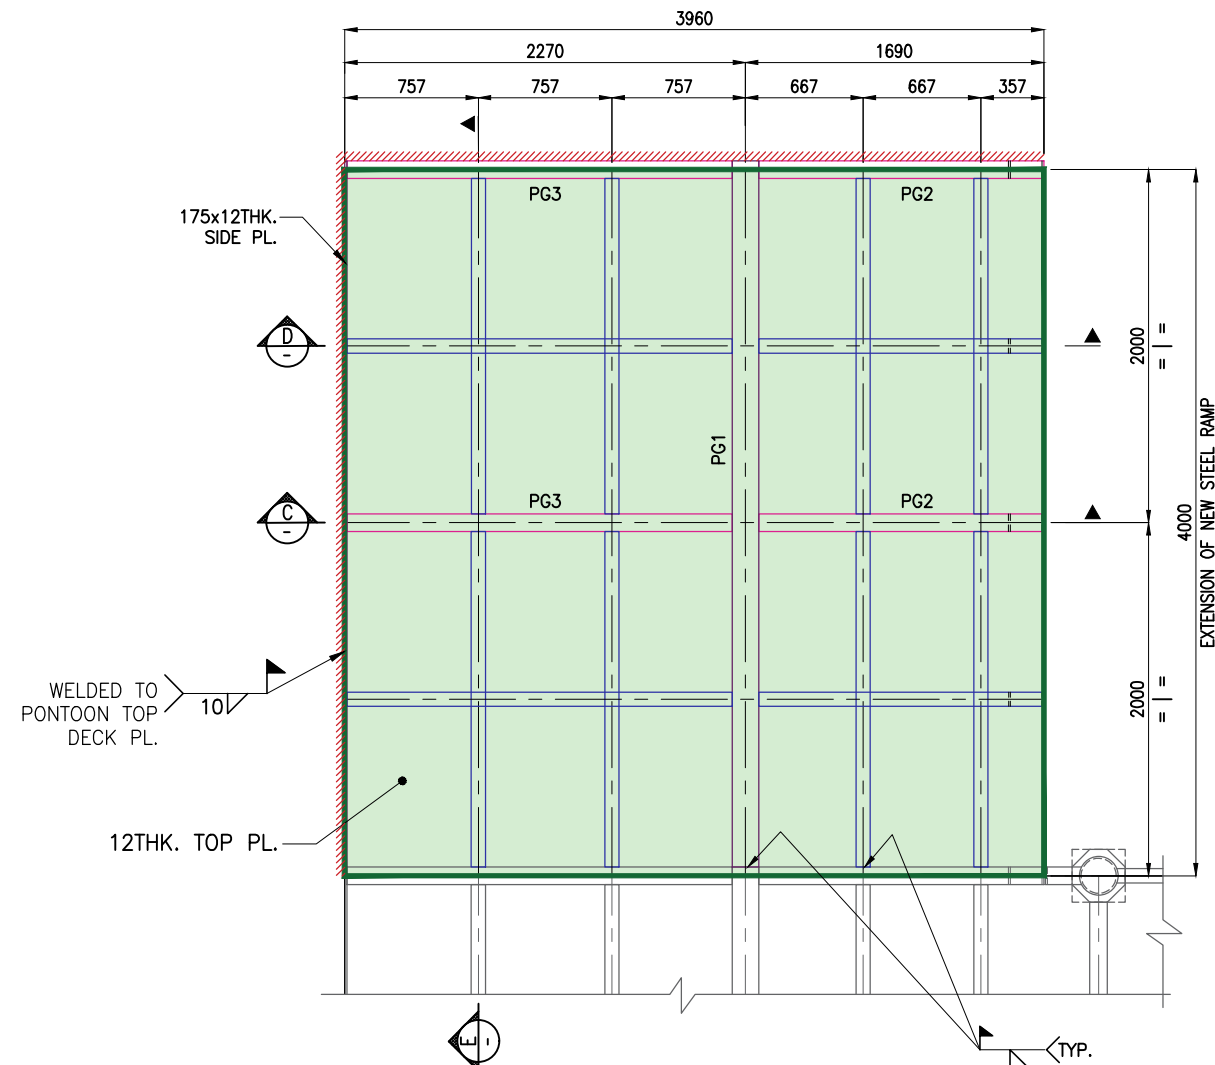 3960
2270
1690
757
757
757
667
667
357
PG3
PG2
175x12THK.
SIDE PL.
D
-
2000
=
=
PG1
EXTENSION OF NEW STEEL RAMP
4000
PG3
PG2
C
-
WELDED TO
PONTOON TOP
DECK PL.
10
2000
=
=
12THK. TOP PL.
E
-
TYP.